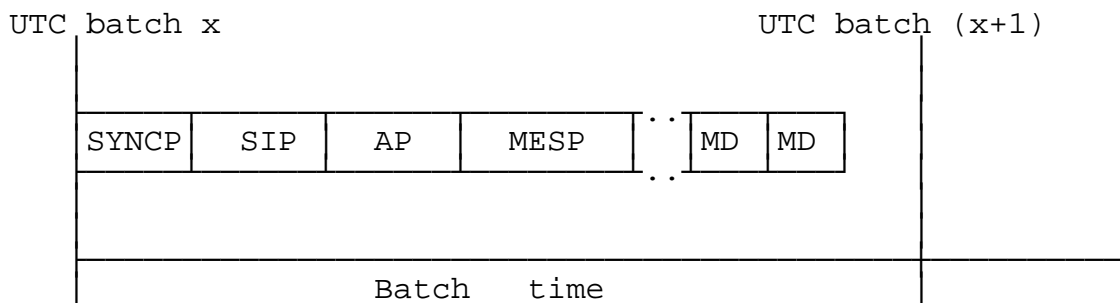 UTC batch x UTC batch (x+1)
SYNCP SIP AP MESP .. MD MD
..
Batch time